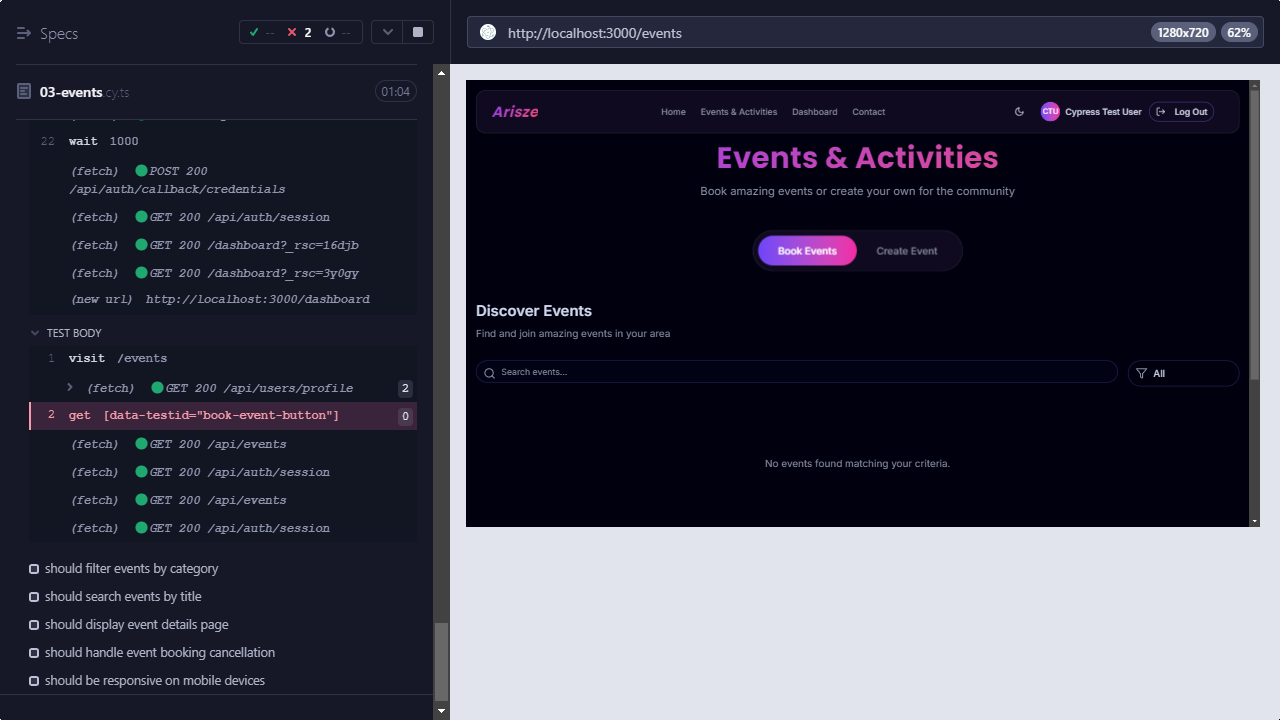 Specs
--
2
--
http://localhost:3000/events
1280x720
62%
03-events.cy.ts
01:04
22 wait 1000
(fetch) POST 200
/api/auth/callback/credentials
(fetch) GET 200 /api/auth/session
(fetch) GET 200 /dashboard?_rsc=16djb
(fetch) GET 200 /dashboard?_rsc=3y0gy
(new url) http://localhost:3000/dashboard
TEST BODY
1 visit /events
(fetch) GET 200 /api/users/profile 2
2 get [data-testid="book-event-button"] 0
(fetch) GET 200 /api/events
(fetch) GET 200 /api/auth/session
(fetch) GET 200 /api/events
(fetch) GET 200 /api/auth/session
should filter events by category
should search events by title
should display event details page
should handle event booking cancellation
should be responsive on mobile devices
Arisze
Home
Events & Activities
Dashboard
Contact
CTU
Cypress Test User
Log Out
Events & Activities
Book amazing events or create your own for the community
Book Events
Create Event
Discover Events
Find and join amazing events in your area
Search events...
All
No events found matching your criteria.